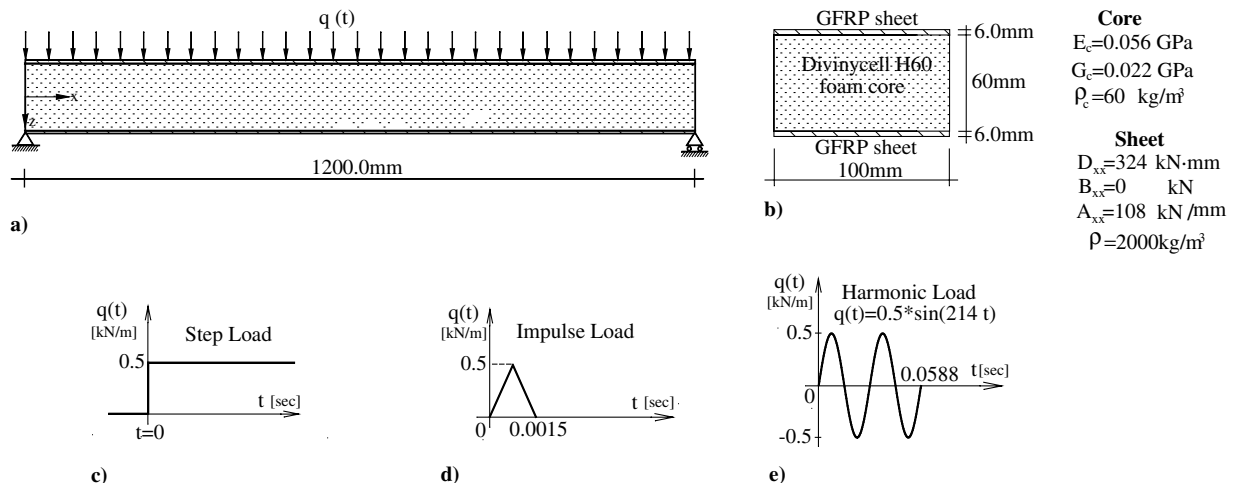 q (t)
x
z
1200.0mm
a)
GFRP sheet
Divinycell H60
foam core
GFRP sheet
6.0mm
60mm
6.0mm
100mm
b)
Core
E_c=0.056 GPa
G_c=0.022 GPa
ρ_c=60 kg/m³
Sheet
D_xx=324 kN·mm
B_xx=0 kN
A_xx=108 kN/mm
ρ=2000kg/m³
q(t)
[kN/m]
Step Load
0.5
t [sec]
t=0
c)
q(t)
[kN/m]
Impulse Load
0.5
t [sec]
0
0.0015
d)
q(t)
[kN/m]
Harmonic Load
q(t)=0.5*sin(214 t)
0.5
0.0588
t[sec]
0
-0.5
e)